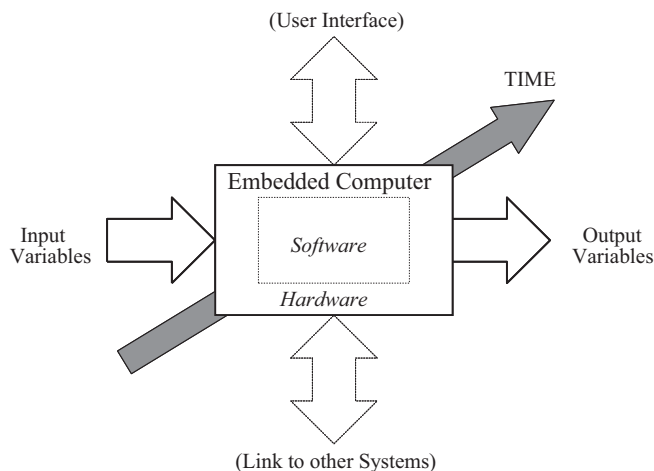 (User Interface)
TIME
Embedded Computer
Input
Variables
Software
Output
Variables
Hardware
(Link to other Systems)